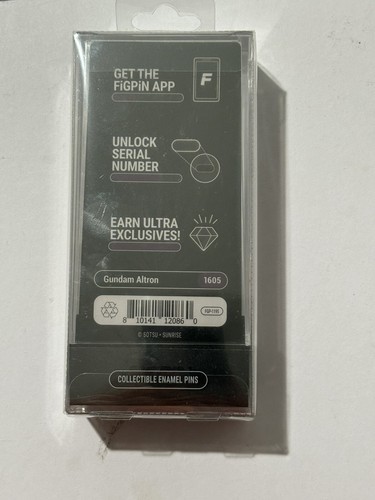 GET THE
FiGPiN APP
F
UNLOCK
SERIAL
NUMBER
EARN ULTRA
EXCLUSIVES!
Gundam Altron 1605
8 10141 12086 0
© SOTSU • SUNRISE
COLLECTIBLE ENAMEL PINS